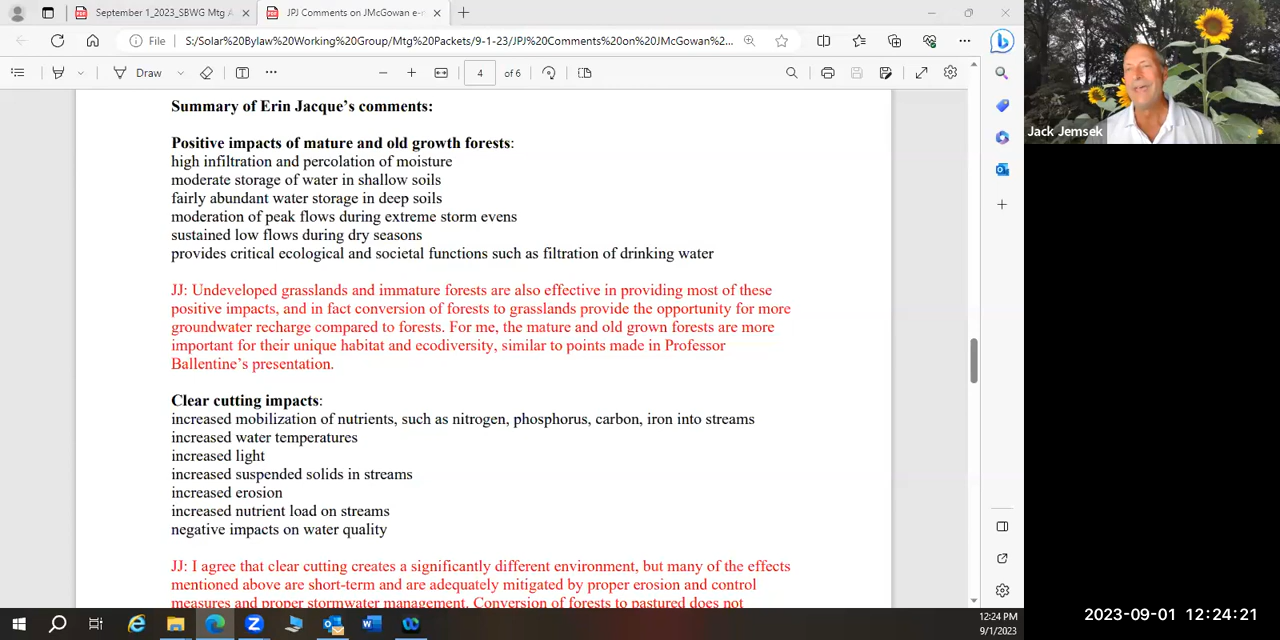 September 1_2023_SBWG Mtg A
JPJ Comments on JMcGowan e-r
File
S:/Solar%20Bylaw%20Working%20Group/Mtg%20Packets/9-1-23/JPJ%20Comments%20on%20JMcGowan%2...
Draw
4 of 6
Summary of Erin Jacque's comments:
Positive impacts of mature and old growth forests:
high infiltration and percolation of moisture
moderate storage of water in shallow soils
fairly abundant water storage in deep soils
moderation of peak flows during extreme storm evens
sustained low flows during dry seasons
provides critical ecological and societal functions such as filtration of drinking water
JJ: Undeveloped grasslands and immature forests are also effective in providing most of these
positive impacts, and in fact conversion of forests to grasslands provide the opportunity for more
groundwater recharge compared to forests. For me, the mature and old grown forests are more
important for their unique habitat and ecodiversity, similar to points made in Professor
Ballentine's presentation.
Clear cutting impacts:
increased mobilization of nutrients, such as nitrogen, phosphorus, carbon, iron into streams
increased water temperatures
increased light
increased suspended solids in streams
increased erosion
increased nutrient load on streams
negative impacts on water quality
JJ: I agree that clear cutting creates a significantly different environment, but many of the effects
mentioned above are short-term and are adequately mitigated by proper erosion and control
measures and proper stormwater management. Conversion of forests to pastured does not
Jack Jemsek
12:24 PM
9/1/2023
2023-09-01 12:24:21